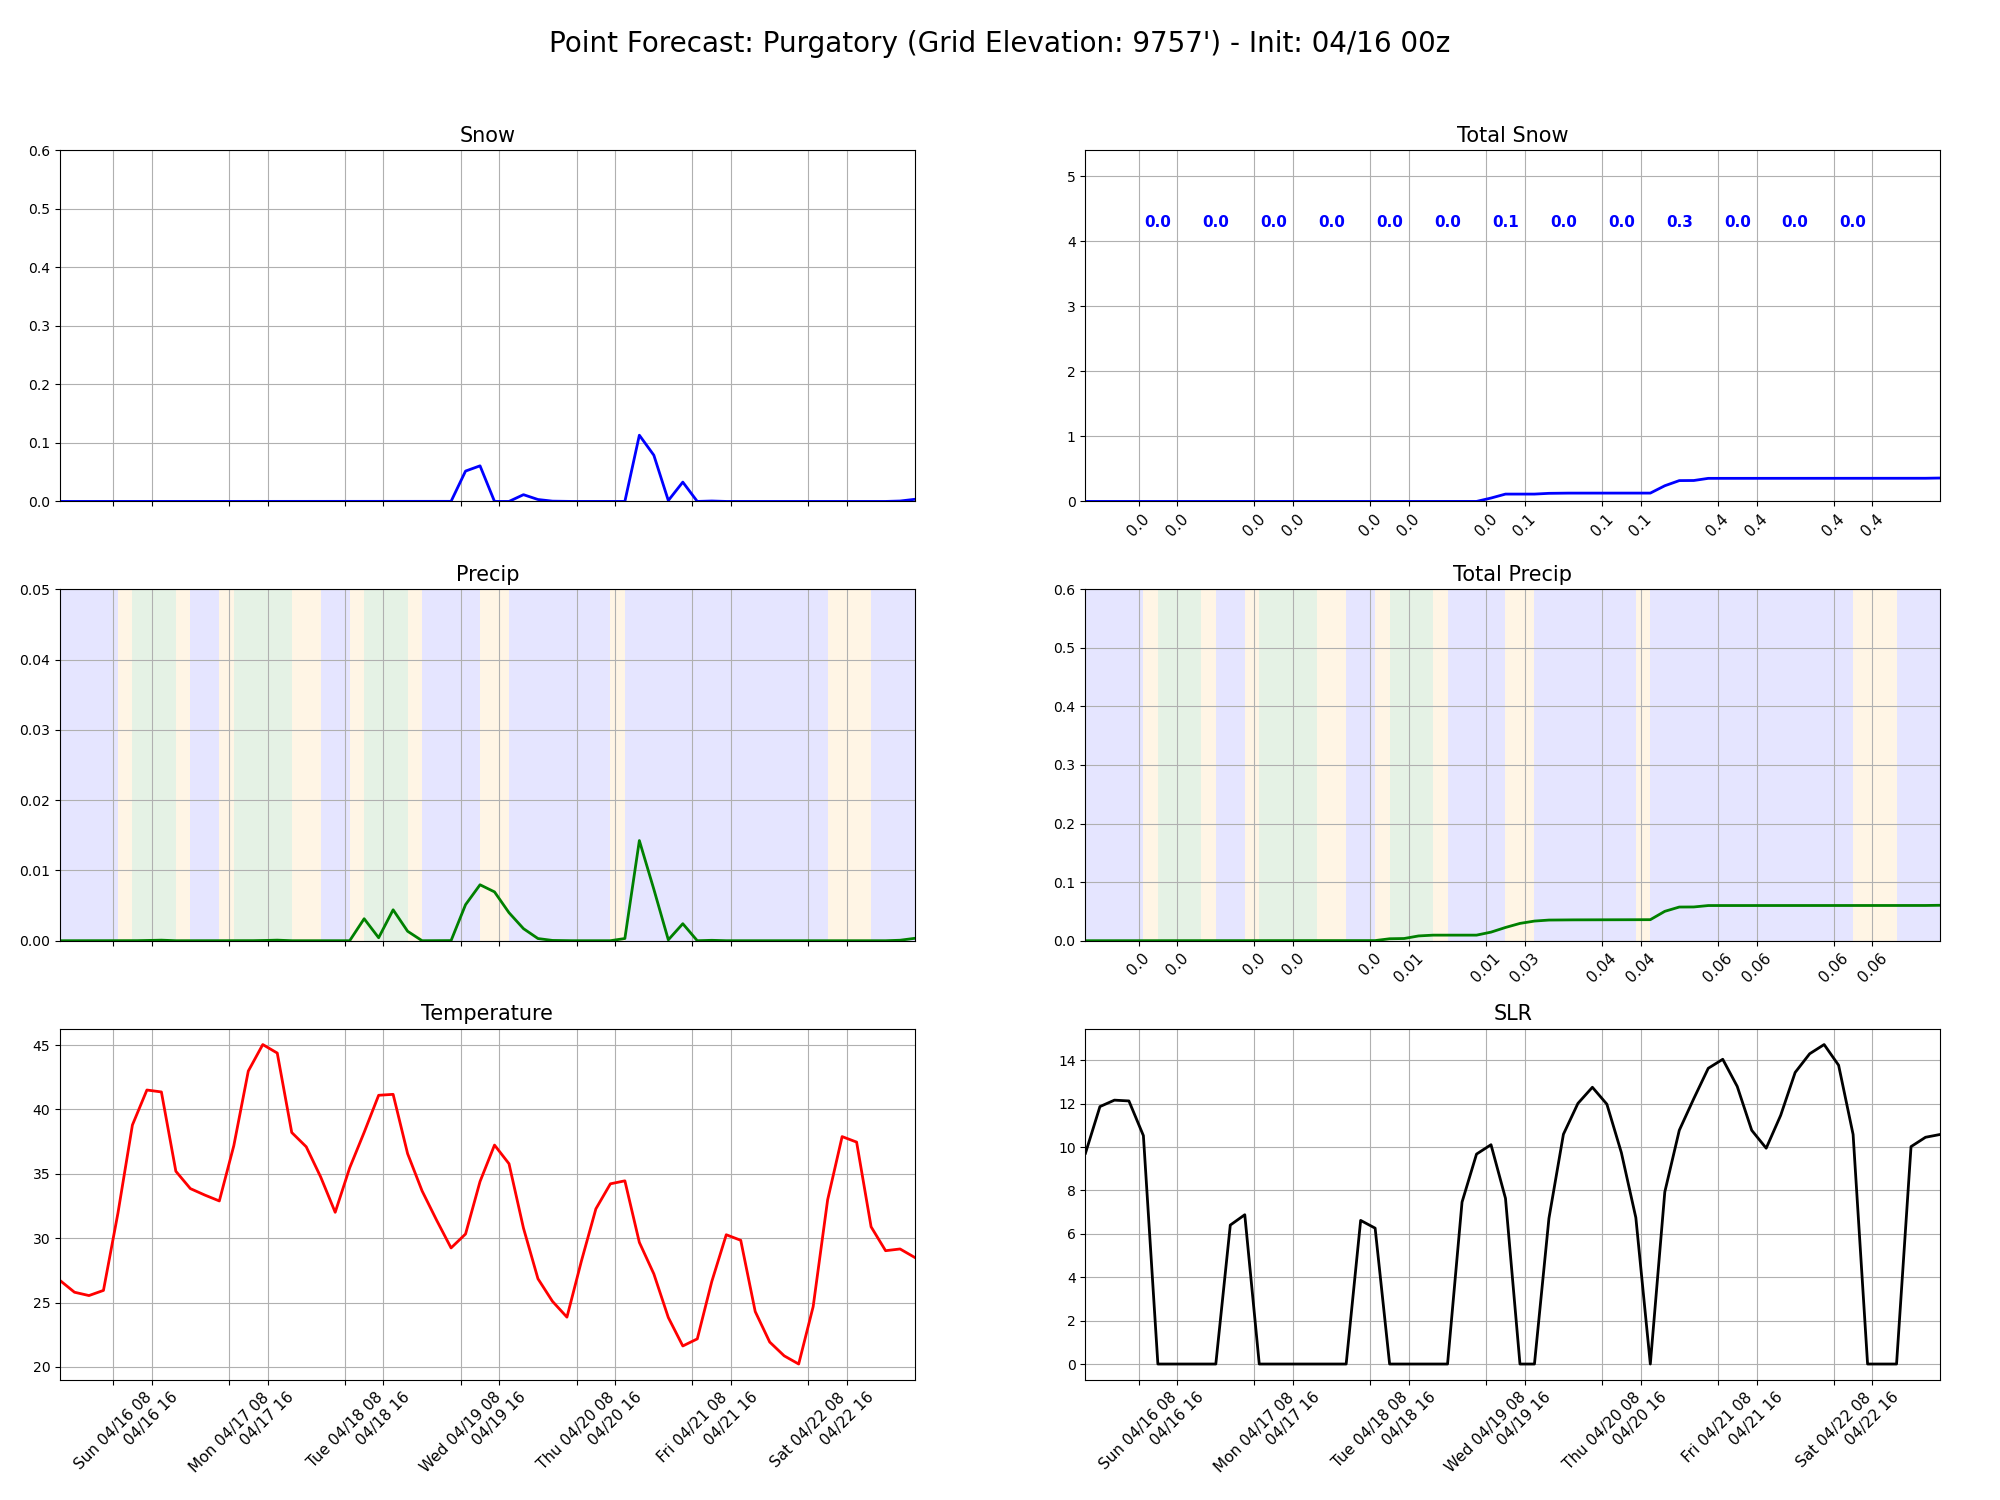 Point Forecast: Purgatory (Grid Elevation: 9757') - Init: 04/16 00z
Snow
0.6
0.5
0.4
0.3
0.2
0.1
0.0
Total Snow
5
4
3
2
1
0
0.0 0.0 0.0 0.0 0.0 0.0 0.1 0.0 0.0 0.3 0.0 0.0 0.0
0.0 0.0 0.0 0.0 0.0 0.0 0.0 0.1 0.1 0.1 0.4 0.4 0.4 0.4
Precip
0.05
0.04
0.03
0.02
0.01
0.00
Total Precip
0.6
0.5
0.4
0.3
0.2
0.1
0.0
0.0 0.0 0.0 0.0 0.0 0.01 0.01 0.03 0.04 0.04 0.06 0.06 0.06 0.06
Temperature
45
40
35
30
25
20
Sun 04/16 08
04/16 16
Mon 04/17 08
04/17 16
Tue 04/18 08
04/18 16
Wed 04/19 08
04/19 16
Thu 04/20 08
04/20 16
Fri 04/21 08
04/21 16
Sat 04/22 08
04/22 16
SLR
14
12
10
8
6
4
2
0
Sun 04/16 08
04/16 16
Mon 04/17 08
04/17 16
Tue 04/18 08
04/18 16
Wed 04/19 08
04/19 16
Thu 04/20 08
04/20 16
Fri 04/21 08
04/21 16
Sat 04/22 08
04/22 16